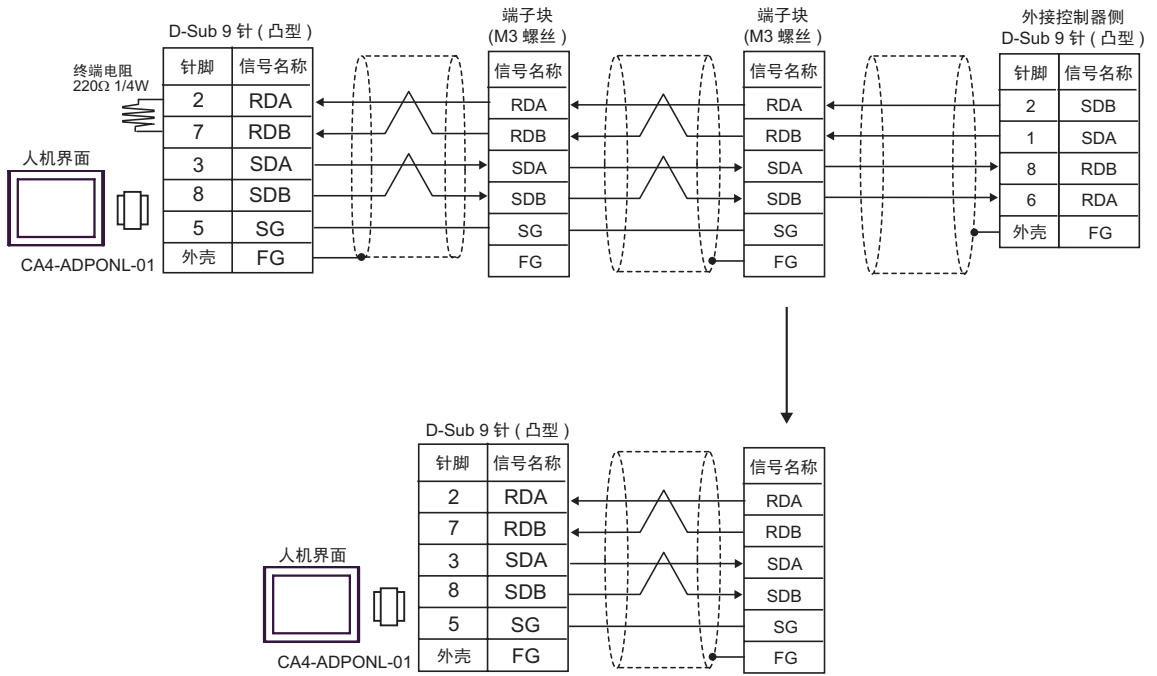 D-Sub 9 针 ( 凸型 )
终端电阻
220Ω 1/4W
针脚 信号名称
2 RDA
7 RDB
3 SDA
8 SDB
5 SG
外壳 FG
人机界面
CA4-ADPONL-01
端子块
(M3 螺丝 )
信号名称
RDA
RDB
SDA
SDB
SG
FG
端子块
(M3 螺丝 )
信号名称
RDA
RDB
SDA
SDB
SG
FG
外接控制器侧
D-Sub 9 针 ( 凸型 )
针脚 信号名称
2 SDB
1 SDA
8 RDB
6 RDA
外壳 FG
D-Sub 9 针 ( 凸型 )
针脚 信号名称
2 RDA
7 RDB
3 SDA
8 SDB
5 SG
外壳 FG
人机界面
CA4-ADPONL-01
信号名称
RDA
RDB
SDA
SDB
SG
FG